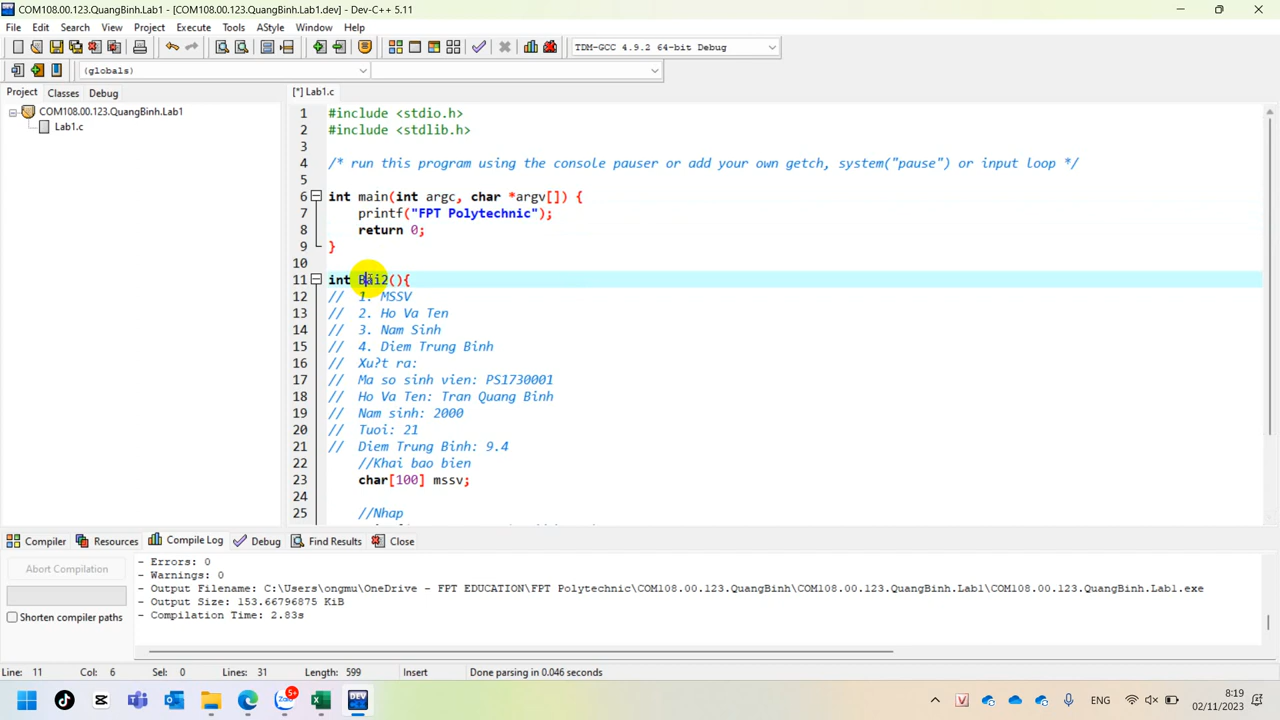 COM108.00.123.QuangBinh.Lab1 - [COM108.00.123.QuangBinh.Lab1.dev] - Dev-C++ 5.11
File Edit Search View Project Execute Tools AStyle Window Help
TDM-GCC 4.9.2 64-bit Debug
(globals)
Project Classes Debug
[*] Lab1.c
COM108.00.123.QuangBinh.Lab1
Lab1.c
1 #include <stdio.h>
2 #include <stdlib.h>
3
4 /* run this program using the console pauser or add your own getch, system("pause") or input loop */
5
6 int main(int argc, char *argv[]) {
7 printf("FPT Polytechnic");
8 return 0;
9 }
10
11 int Bai2(){
12 // 1. MSSV
13 // 2. Ho Va Ten
14 // 3. Nam Sinh
15 // 4. Diem Trung Binh
16 // Xu?t ra:
17 // Ma so sinh vien: PS1730001
18 // Ho Va Ten: Tran Quang Binh
19 // Nam sinh: 2000
20 // Tuoi: 21
21 // Diem Trung Binh: 9.4
22 //Khai bao bien
23 char[100] mssv;
24
25 //Nhap
Compiler Resources Compile Log Debug Find Results Close
Abort Compilation
Shorten compiler paths
- Errors: 0
- Warnings: 0
- Output Filename: C:\Users\ongmu\OneDrive - FPT EDUCATION\FPT Polytechnic\COM108.00.123.QuangBinh\COM108.00.123.QuangBinh.Lab1\COM108.00.123.QuangBinh.Lab1.exe
- Output Size: 153.66796875 KiB
- Compilation Time: 2.83s
Line: 11 Col: 6 Sel: 0 Lines: 31 Length: 599 Insert Done parsing in 0.046 seconds
5+
DEV
V
ENG
8:19
02/11/2023